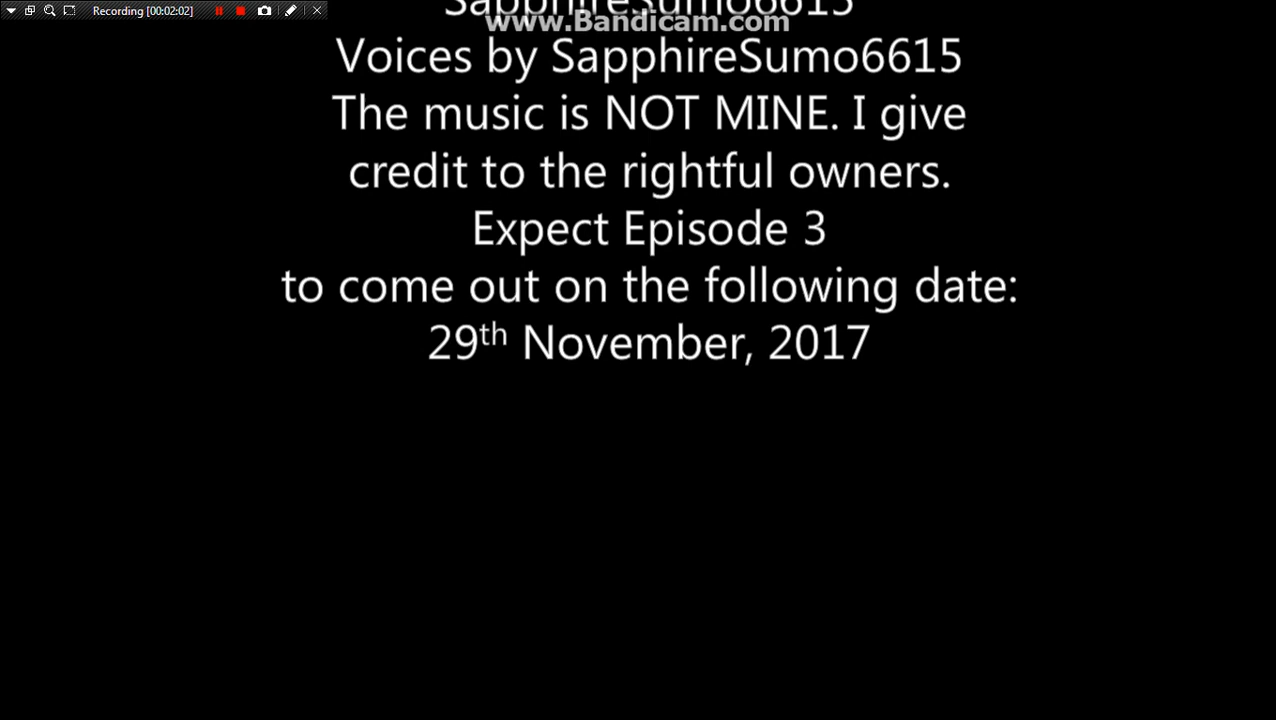 Recording [00:02:02]
SapphireSumo6615
www.Bandicam.com
Voices by SapphireSumo6615
The music is NOT MINE. I give
credit to the rightful owners.
Expect Episode 3
to come out on the following date:
29th November, 2017